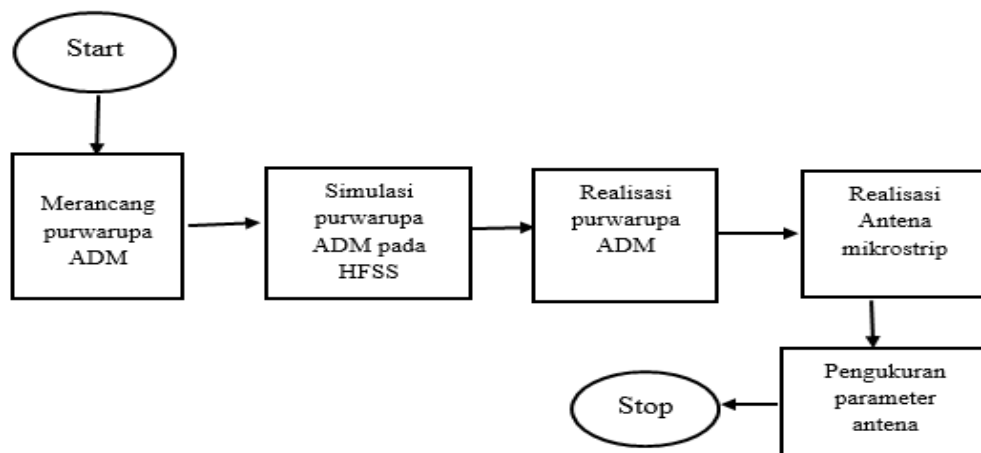 Start
Merancang
purwarupa
ADM
Simulasi
purwarupa
ADM pada
HFSS
Realisasi
purwarupa
ADM
Realisasi
Antena
mikrostrip
Pengukuran
parameter
antena
Stop